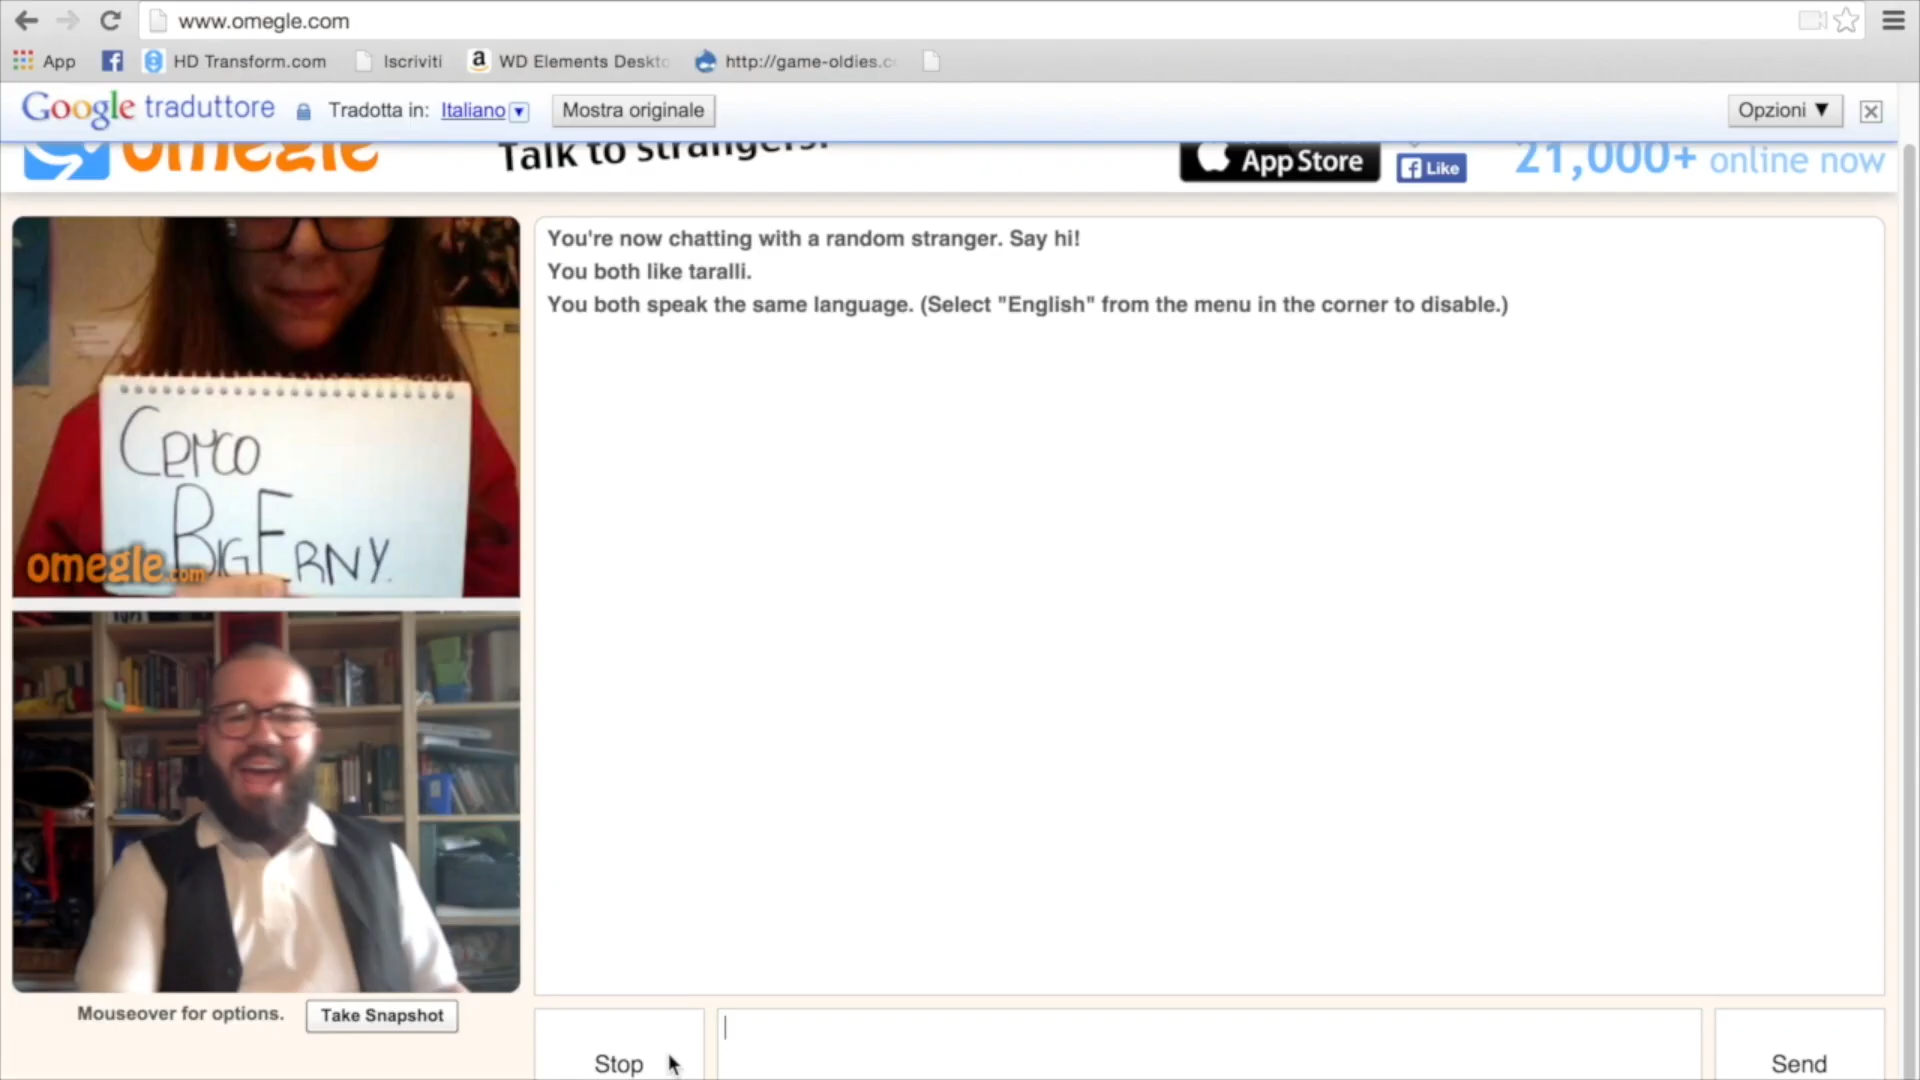 www.omegle.com
App
HD Transform.com
Iscriviti
WD Elements Deskto
http://game-oldies.c
Google traduttore
Tradotta in: Italiano
Mostra originale
Opzioni ▼
omegle
Talk to strangers!
App Store
Like
21,000+ online now
CERCO
BIGERNY.
omegle.com
You're now chatting with a random stranger. Say hi!
You both like taralli.
You both speak the same language. (Select "English" from the menu in the corner to disable.)
Mouseover for options.
Take Snapshot
Stop
Send